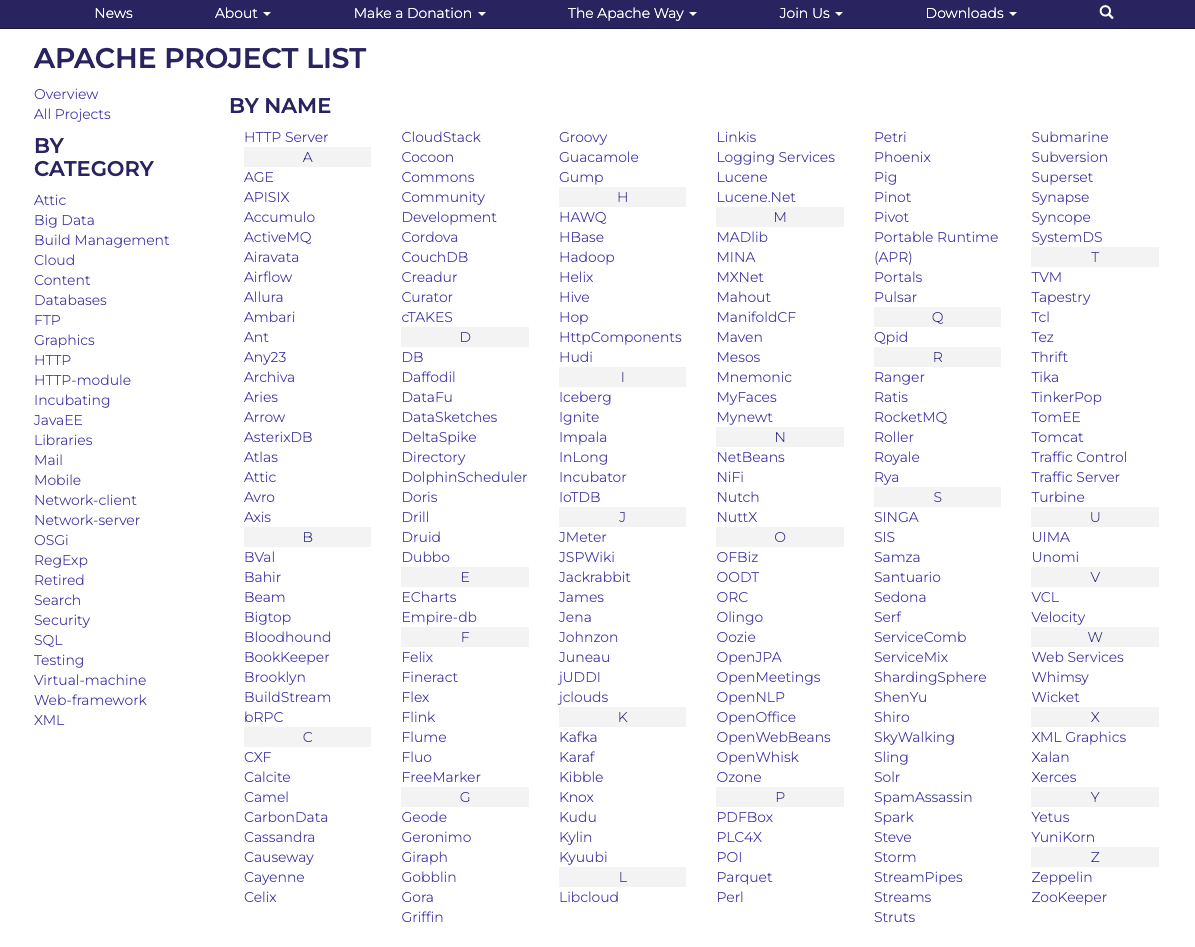 News
About
Make a Donation
The Apache Way
Join Us
Downloads
APACHE PROJECT LIST
Overview
All Projects
BY
CATEGORY
Attic
Big Data
Build Management
Cloud
Content
Databases
FTP
Graphics
HTTP
HTTP-module
Incubating
JavaEE
Libraries
Mail
Mobile
Network-client
Network-server
OSGi
RegExp
Retired
Search
Security
SQL
Testing
Virtual-machine
Web-framework
XML
BY NAME
HTTP Server
A
AGE
APISIX
Accumulo
ActiveMQ
Airavata
Airflow
Allura
Ambari
Ant
Any23
Archiva
Aries
Arrow
AsterixDB
Atlas
Attic
Avro
Axis
B
BVal
Bahir
Beam
Bigtop
Bloodhound
BookKeeper
Brooklyn
BuildStream
bRPC
C
CXF
Calcite
Camel
CarbonData
Cassandra
Causeway
Cayenne
Celix
CloudStack
Cocoon
Commons
Community
Development
Cordova
CouchDB
Creadur
Curator
cTAKES
D
DB
Daffodil
DataFu
DataSketches
DeltaSpike
Directory
DolphinScheduler
Doris
Drill
Druid
Dubbo
E
ECharts
Empire-db
F
Felix
Fineract
Flex
Flink
Flume
Fluo
FreeMarker
G
Geode
Geronimo
Giraph
Gobblin
Gora
Griffin
Groovy
Guacamole
Gump
H
HAWQ
HBase
Hadoop
Helix
Hive
Hop
HttpComponents
Hudi
I
Iceberg
Ignite
Impala
InLong
Incubator
IoTDB
J
JMeter
JSPWiki
Jackrabbit
James
Jena
Johnzon
Juneau
jUDDI
jclouds
K
Kafka
Karaf
Kibble
Knox
Kudu
Kylin
Kyuubi
L
Libcloud
Linkis
Logging Services
Lucene
Lucene.Net
M
MADlib
MINA
MXNet
Mahout
ManifoldCF
Maven
Mesos
Mnemonic
MyFaces
Mynewt
N
NetBeans
NiFi
Nutch
NuttX
O
OFBiz
OODT
ORC
Olingo
Oozie
OpenJPA
OpenMeetings
OpenNLP
OpenOffice
OpenWebBeans
OpenWhisk
Ozone
P
PDFBox
PLC4X
POI
Parquet
Perl
Petri
Phoenix
Pig
Pinot
Pivot
Portable Runtime
(APR)
Portals
Pulsar
Q
Qpid
R
Ranger
Ratis
RocketMQ
Roller
Royale
Rya
S
SINGA
SIS
Samza
Santuario
Sedona
Serf
ServiceComb
ServiceMix
ShardingSphere
ShenYu
Shiro
SkyWalking
Sling
Solr
SpamAssassin
Spark
Steve
Storm
StreamPipes
Streams
Struts
Submarine
Subversion
Superset
Synapse
Syncope
SystemDS
T
TVM
Tapestry
Tcl
Tez
Thrift
Tika
TinkerPop
TomEE
Tomcat
Traffic Control
Traffic Server
Turbine
U
UIMA
Unomi
V
VCL
Velocity
W
Web Services
Whimsy
Wicket
X
XML Graphics
Xalan
Xerces
Y
Yetus
YuniKorn
Z
Zeppelin
ZooKeeper